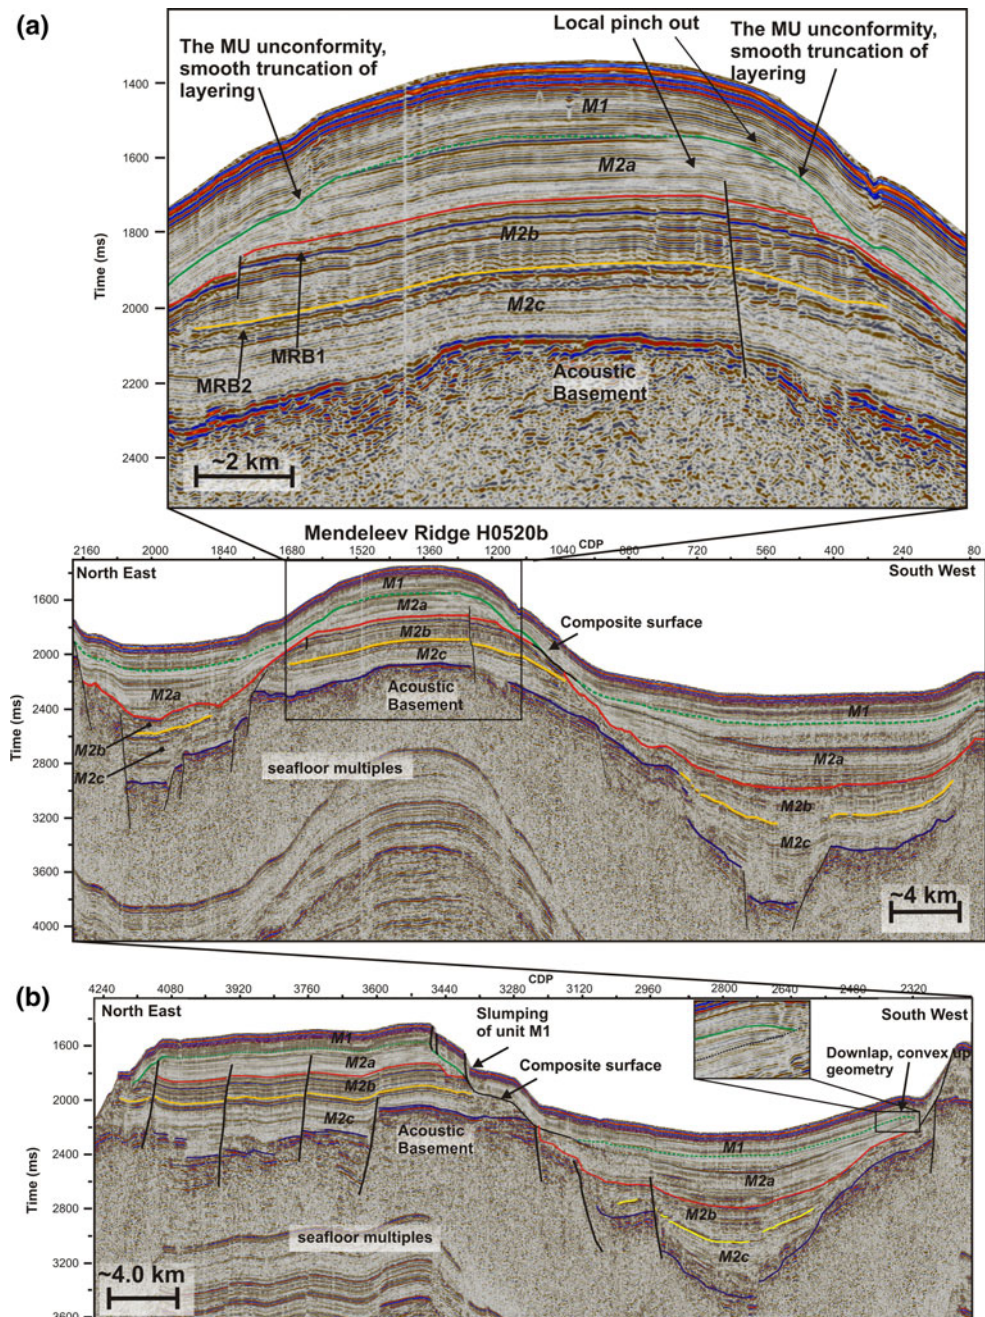 (a)
The MU unconformity,
smooth truncation of
layering
Local pinch out
The MU unconformity,
smooth truncation of
layering
1400
1600
1800
2000
2200
2400
Time (ms)
M1
M2a
M2b
M2c
MRB1
MRB2
Acoustic
Basement
~2 km
Mendeleev Ridge H0520b
2160 2000 1840 1680 1520 1360 1200 1040 880 720 560 400 240 80
CDP
North East
South West
1600
2000
2400
2800
3200
3600
4000
Time (ms)
M1
M2a
M2b
M2c
Acoustic
Basement
Composite surface
M2a
M2b
M2c
seafloor multiples
M1
M2a
M2b
M2c
~4 km
(b)
CDP
4240 4080 3920 3760 3600 3440 3280 3120 2960 2800 2640 2480 2320
North East
Slumping
of unit M1
South West
1600
2000
2400
2800
3200
3600
Time (ms)
M1
M2a
M2b
M2c
Acoustic
Basement
Composite surface
Downlap, convex up
geometry
M1
M2a
M2b
M2c
seafloor multiples
~4.0 km